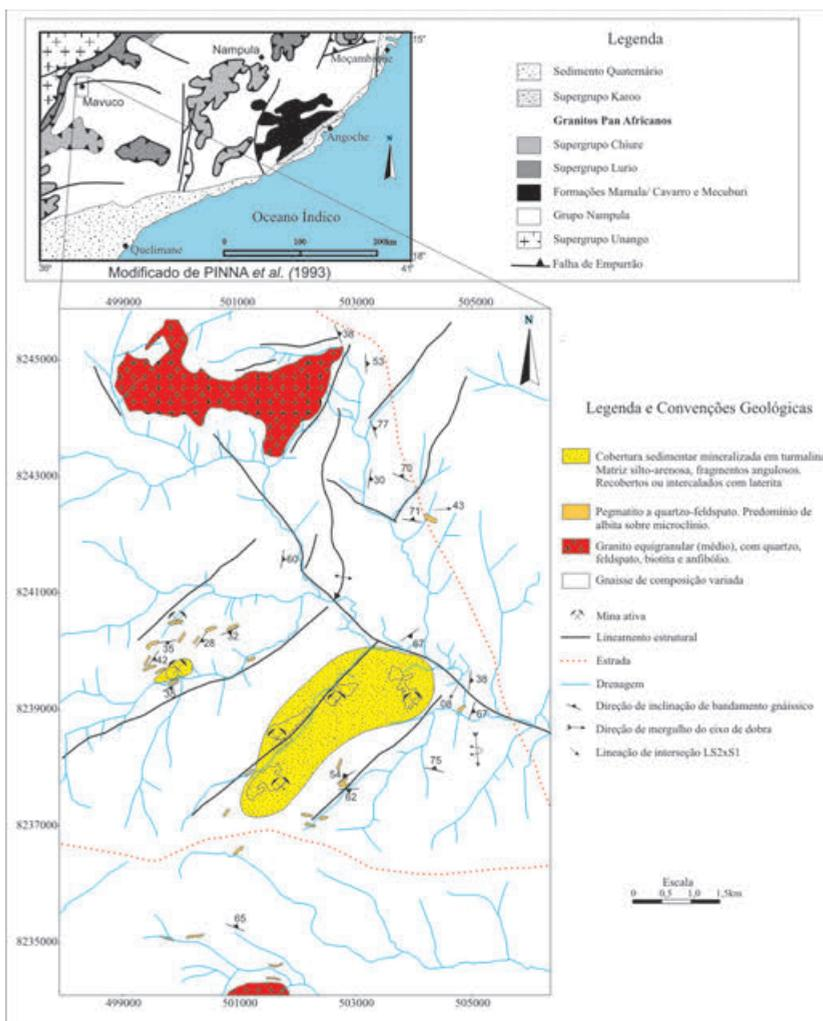 Nampula
Moçambique
Mavuco
Angoche
Oceano Índico
Quelimane
0 100 200km
15°
18°
41°
Modificado de PINNA et al. (1993)
Legenda
Sedimento Quaternário
Supergrupo Karoo
Granitos Pan Africanos
Supergrupo Chiure
Supergrupo Lurio
Formações Mamala/ Cavarro e Mecuburi
Grupo Nampula
Supergrupo Unango
Falha de Empurrão
499000 501000 503000 505000
8245000
8243000
8241000
8239000
8237000
8235000
N
38
53
77
30
70
71
43
60
35
28
32
42
67
38
08
67
54
62
75
65
499000 501000 503000 505000
Legenda e Convenções Geológicas
Cobertura sedimentar mineralizada em turmalina
Matriz silto-arenosa, fragmentos angulosos.
Recobertos ou intercalados com laterita
Pegmatito a quartzo-feldspato. Predomínio de
albita sobre microclínio.
Granito equigranular (médio), com quartzo,
feldspato, biotita e anfibólio.
Gnaisse de composição variada
Mina ativa
Lineamento estrutural
Estrada
Drenagem
Direção de inclinação de bandamento gnáissico
Direção de mergulho do eixo de dobra
Lineação de interseção LS2xS1
Escala
0 0,5 1,0 1,5km